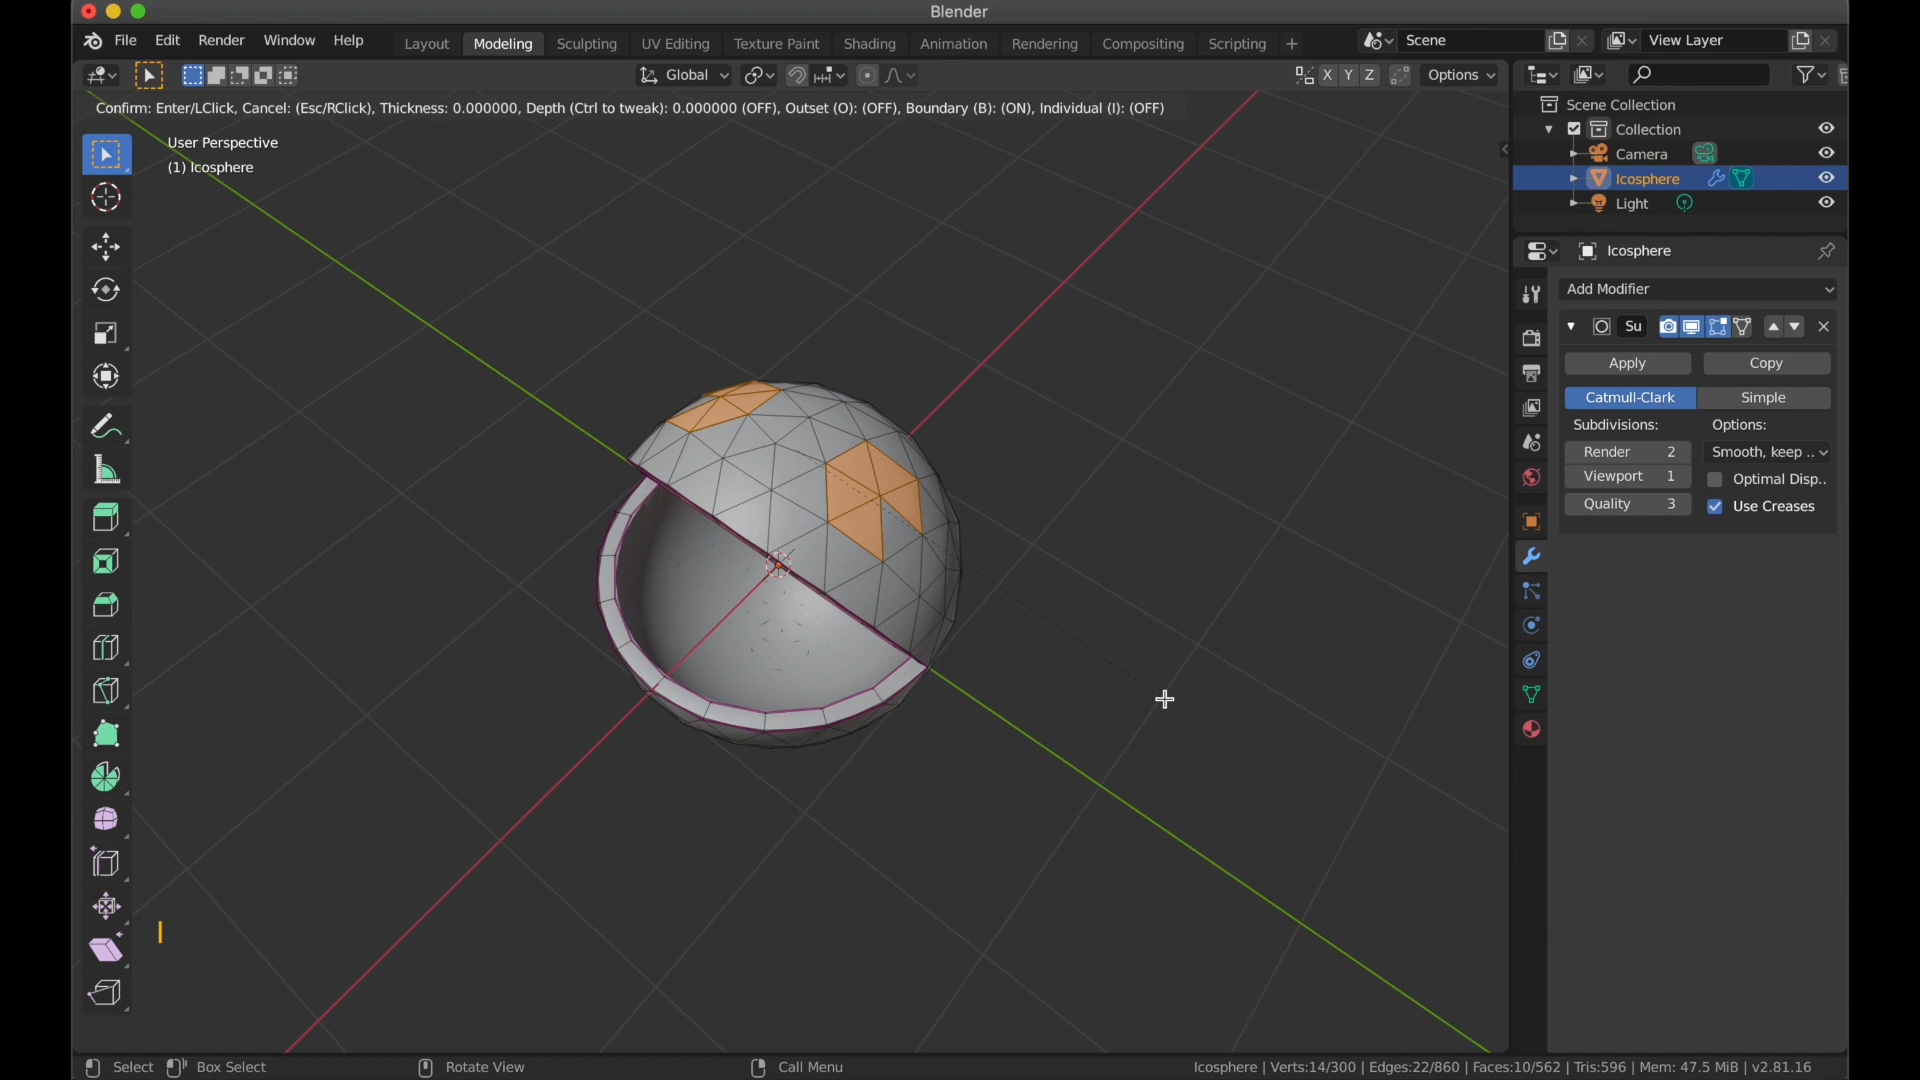 Blender
File Edit Render Window Help
Layout Modeling Sculpting UV Editing Texture Paint Shading Animation Rendering Compositing Scripting +
Scene
View Layer
Global
X Y Z
Options
Confirm: Enter/LClick, Cancel: (Esc/RClick), Thickness: 0.000000, Depth (Ctrl to tweak): 0.000000 (OFF), Outset (O): (OFF), Boundary (B): (ON), Individual (I): (OFF)
User Perspective
(1) Icosphere
Scene Collection
Collection
Camera
Icosphere
Light
Icosphere
Add Modifier
Su
Apply Copy
Catmull-Clark Simple
Subdivisions: Options:
Render 2 Smooth, keep ..
Viewport 1 Optimal Disp..
Quality 3 Use Creases
I
Select Box Select Rotate View Call Menu
Icosphere | Verts:14/300 | Edges:22/860 | Faces:10/562 | Tris:596 | Mem: 47.5 MiB | v2.81.16